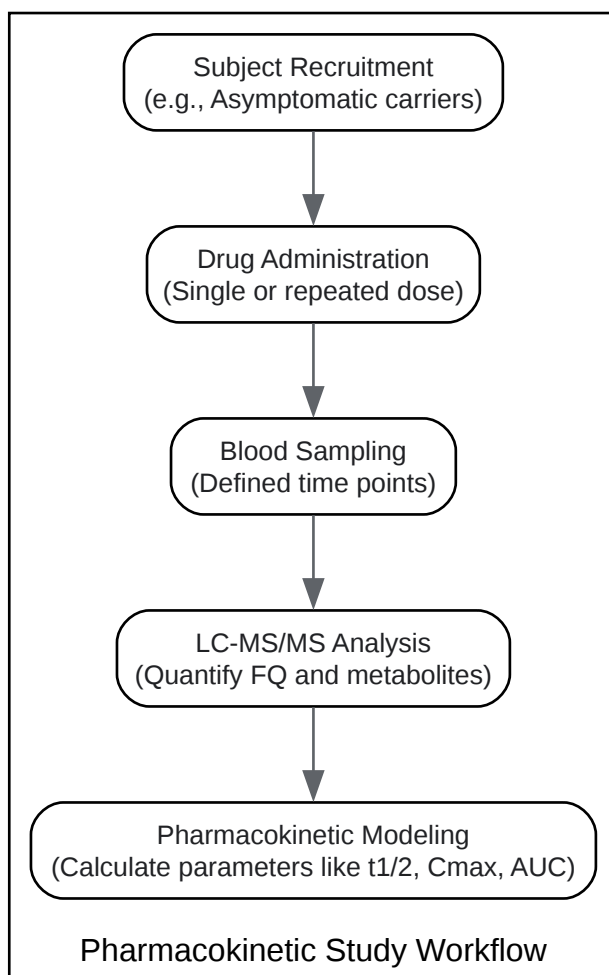 Subject Recruitment
(e.g., Asymptomatic carriers)
Drug Administration
(Single or repeated dose)
Blood Sampling
(Defined time points)
LC-MS/MS Analysis
(Quantify FQ and metabolites)
Pharmacokinetic Modeling
(Calculate parameters like t1/2, Cmax, AUC)
Pharmacokinetic Study Workflow